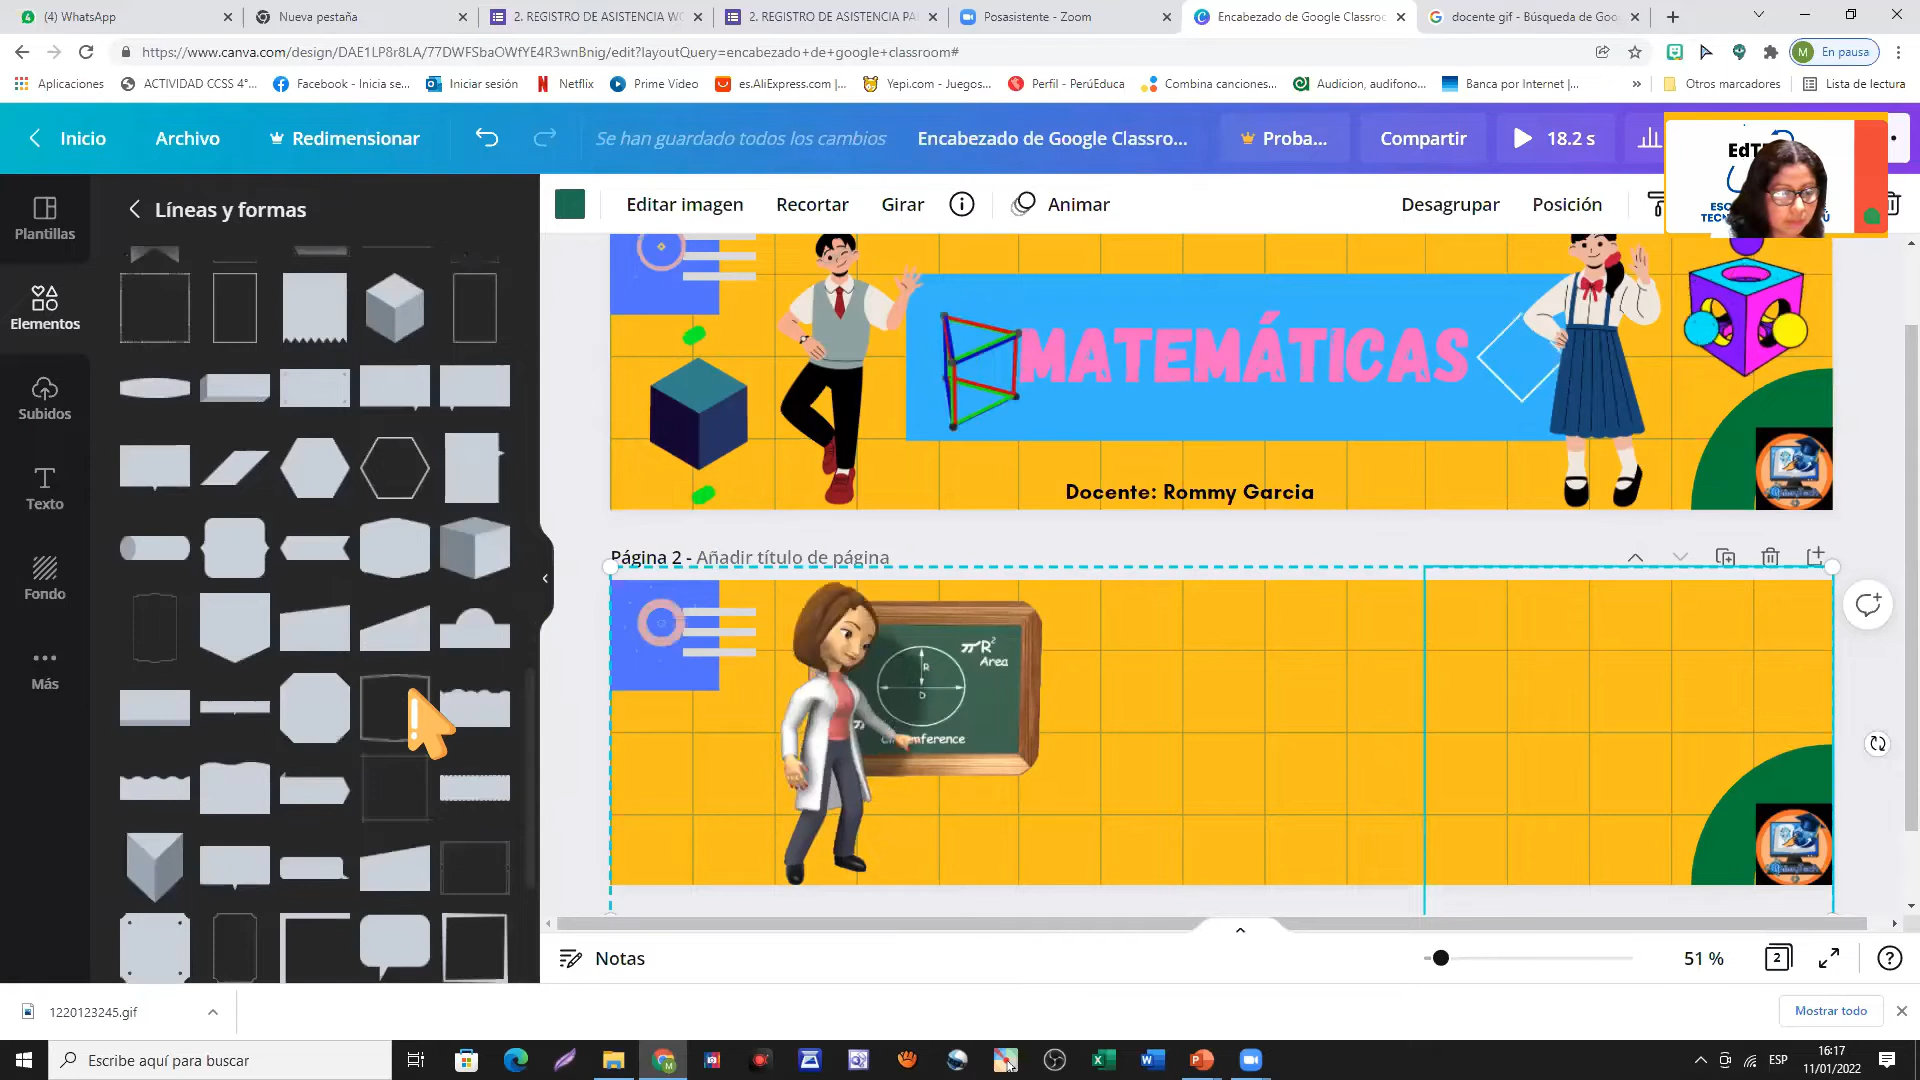 (4) WhatsApp
Nueva pestaña
2. REGISTRO DE ASISTENCIA WO
2. REGISTRO DE ASISTENCIA PA
Posasistente - Zoom
Encabezado de Google Classroo
docente gif - Búsqueda de Goo
https://www.canva.com/design/DAE1LP8r8LA/77DWFSbaOWfYE4R3wnBnig/edit?layoutQuery=encabezado+de+google+classroom#
M En pausa
Aplicaciones
ACTIVIDAD CCSS 4°...
Facebook - Inicia se...
Iniciar sesión
Netflix
Prime Video
es.AliExpress.com |...
Yepi.com - Juegos...
Perfil - PerúEduca
Combina canciones...
Audicion, audifono...
Banca por Internet |...
Otros marcadores
Lista de lectura
Inicio
Archivo
Redimensionar
Se han guardado todos los cambios
Encabezado de Google Classro...
Proba...
Compartir
18.2 s
Plantillas
Elementos
Subidos
Texto
Fondo
Más
Líneas y formas
Editar imagen
Recortar
Girar
Animar
Desagrupar
Posición
MATEMÁTICAS
Docente: Rommy Garcia
Página 2 - Añadir título de página
πR²
Area
R
D
Notas
51 %
2
1220123245.gif
Mostrar todo
Escribe aquí para buscar
ESP
16:17
11/01/2022